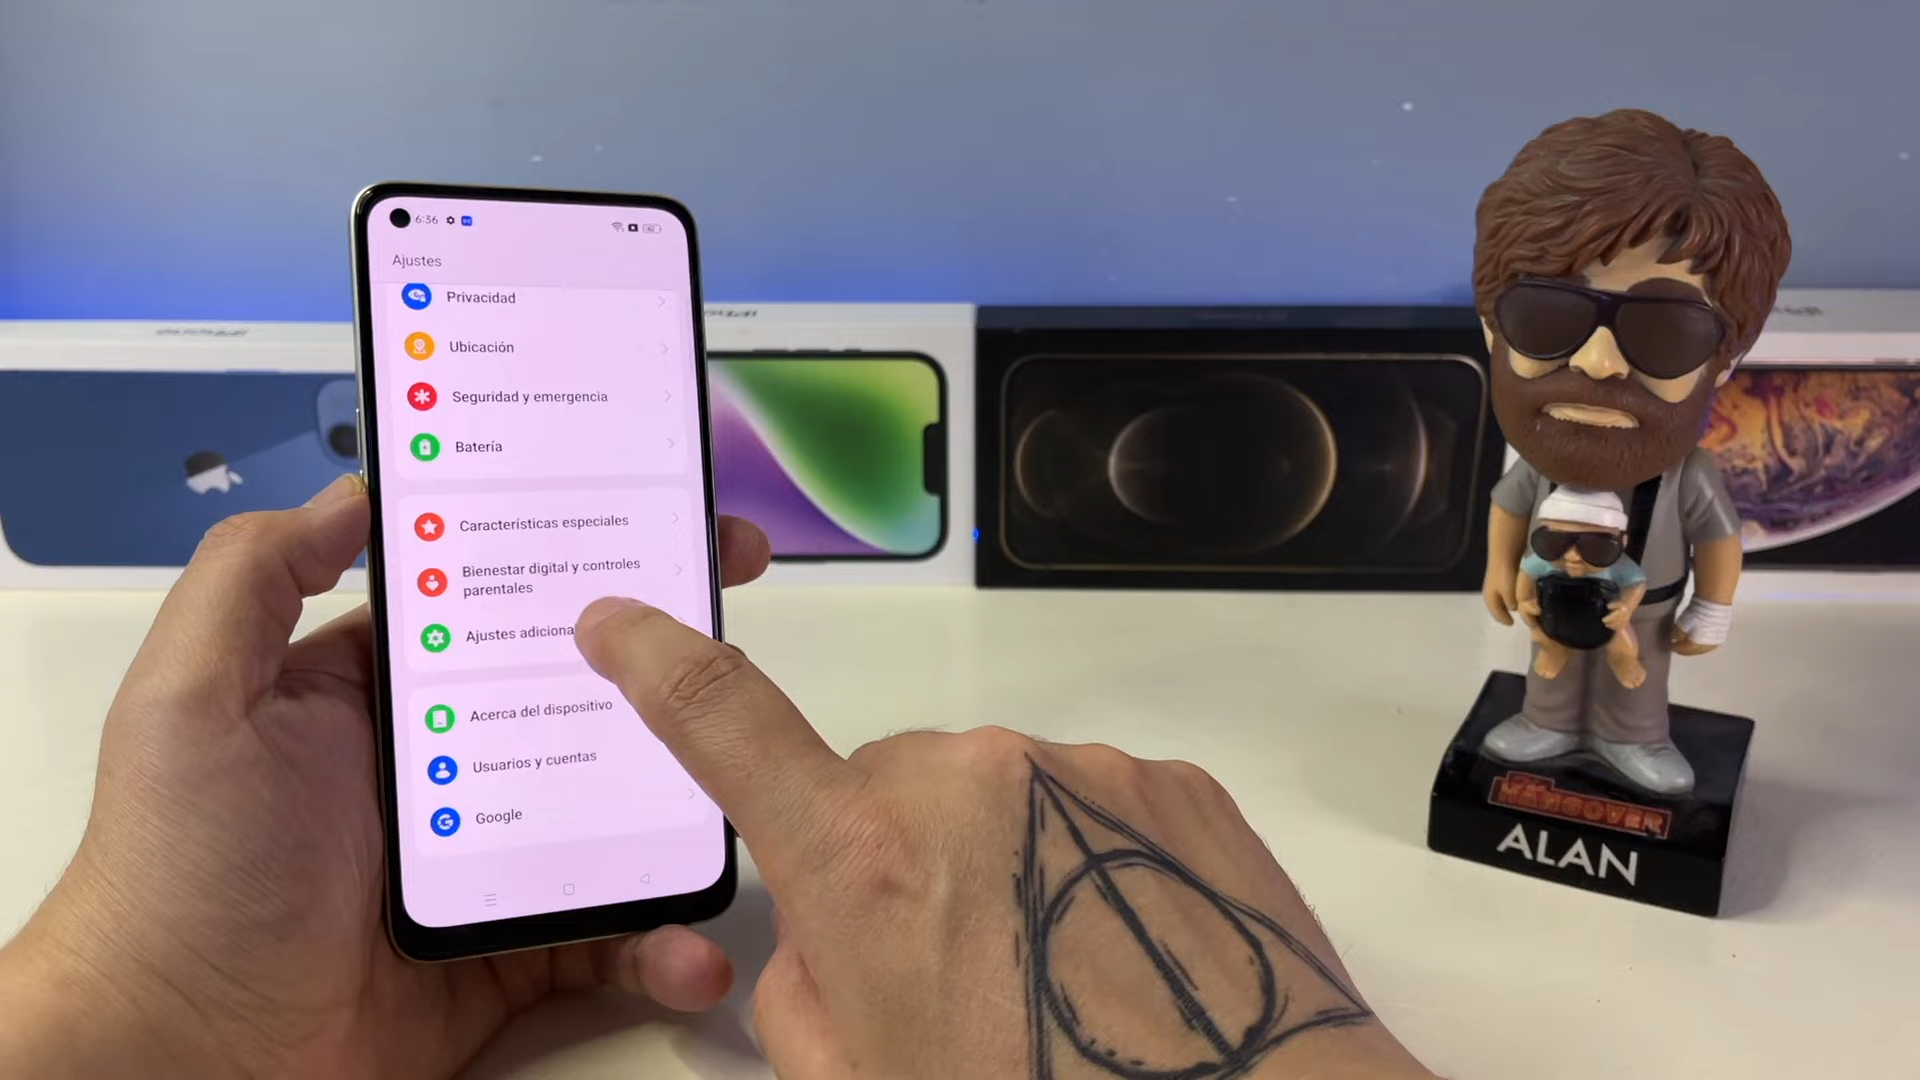 6:36
Ajustes
Privacidad
Ubicación
Seguridad y emergencia
Batería
Características especiales
Bienestar digital y controles
parentales
Ajustes adiciona
Acerca del dispositivo
Usuarios y cuentas
Google
HANGOVER
ALAN